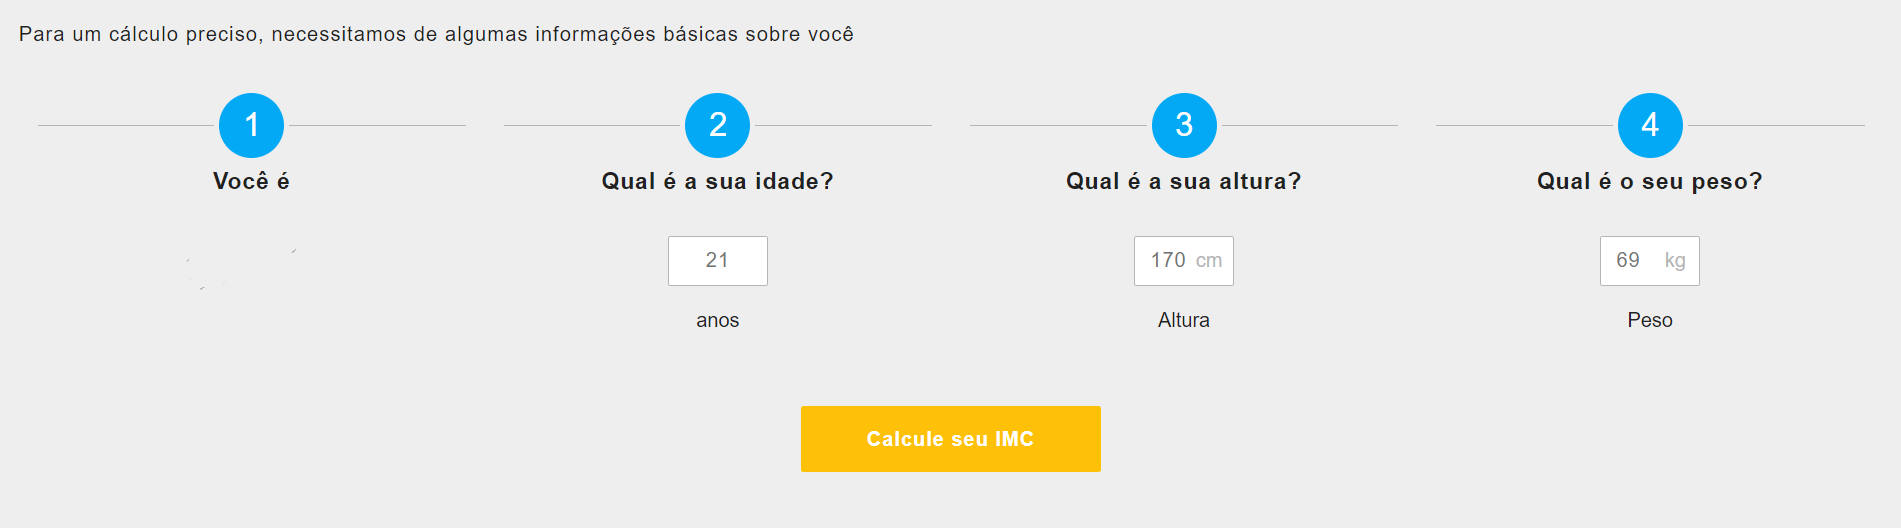 Para um cálculo preciso, necessitamos de algumas informações básicas sobre você
1
Você é
2
Qual é a sua idade?
21
anos
3
Qual é a sua altura?
170 cm
Altura
4
Qual é o seu peso?
69 kg
Peso
Calcule seu IMC